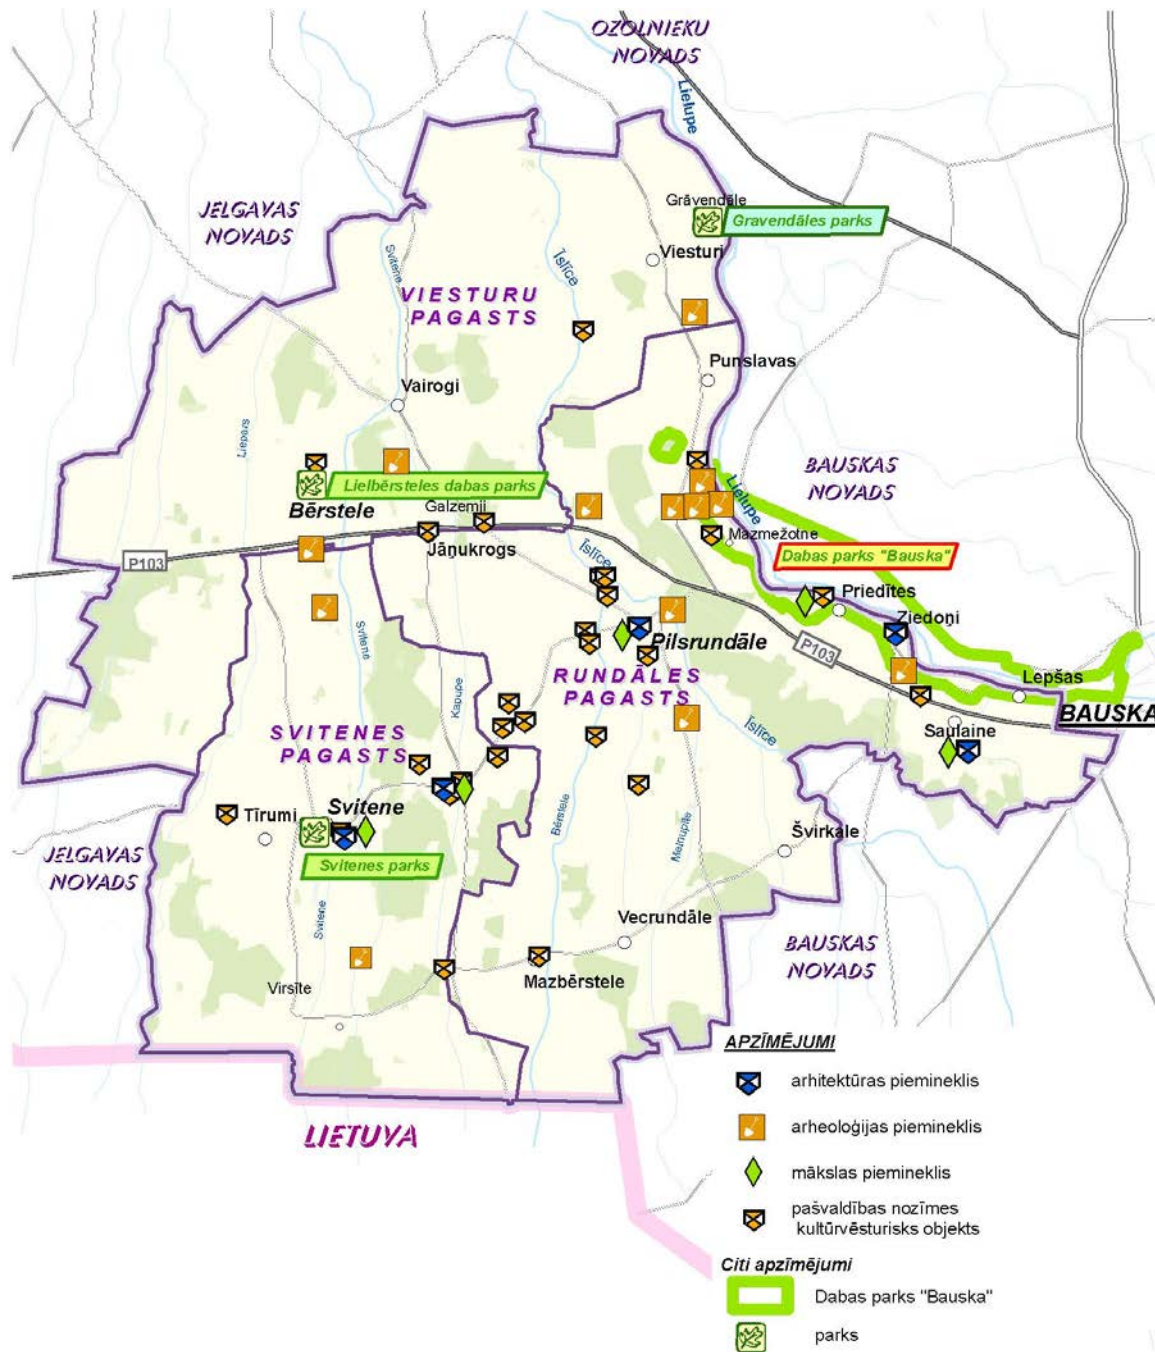 OZOLNIEKU
NOVADS
Lielupe
JELGAVAS
NOVADS
Grāvendāle
Gravendāles parks
Viesturi
Svitene
Īslīce
VIESTURU
PAGASTS
Punslavas
Vairogi
Liepars
BAUSKAS
NOVADS
Lielbērsteles dabas parks
Bērstele
Galzemji
Lielupe
Mazmežotne
Jāņukrogs
P103
Dabas parks "Bauska"
Īslīce
Priedītes
Ziedoņi
Svitene
Pilsrundāle
P103
RUNDĀLES
PAGASTS
Lepšas
Kapupe
BAUSKA
SVITENES
PAGASTS
Īslīce
Saulaine
Svitene
Tīrumi
Bērstele
Melnupīte
Švirkale
JELGAVAS
NOVADS
Svitenes parks
Svitene
Vecrundāle
BAUSKAS
NOVADS
Virsīte
Mazbērstele
LIETUVA
APZĪMĒJUMI
arhitektūras piemineklis
arheoloģijas piemineklis
mākslas piemineklis
pašvaldības nozīmes
kultūrvēsturisks objekts
Citi apzīmējumi
Dabas parks "Bauska"
parks